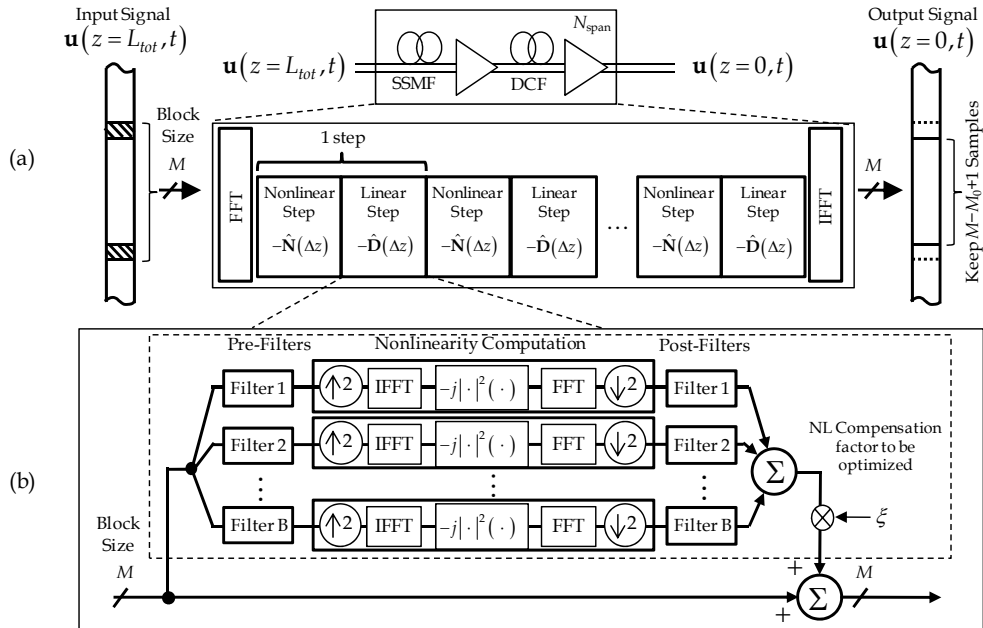 Input Signal
u(z = L_tot, t)
N_span
u(z = L_tot, t)
SSMF
DCF
u(z = 0, t)
Output Signal
u(z = 0, t)
(a)
Block
Size
M
FFT
1 step
Nonlinear
Step
−N̂(Δz)
Linear
Step
−D̂(Δz)
Nonlinear
Step
−N̂(Δz)
Linear
Step
−D̂(Δz)
...
Nonlinear
Step
−N̂(Δz)
Linear
Step
−D̂(Δz)
IFFT
M
Keep M−M₀+1 Samples
(b)
Pre-Filters
Nonlinearity Computation
Post-Filters
Filter 1
↑2
IFFT
−j|·|²(·)
FFT
↓2
Filter 1
Filter 2
↑2
IFFT
−j|·|²(·)
FFT
↓2
Filter 2
⋮
⋮
⋮
Filter B
↑2
IFFT
−j|·|²(·)
FFT
↓2
Filter B
Σ
NL Compensation
factor to be
optimized
ξ
Block
Size
M
+
+
Σ
M